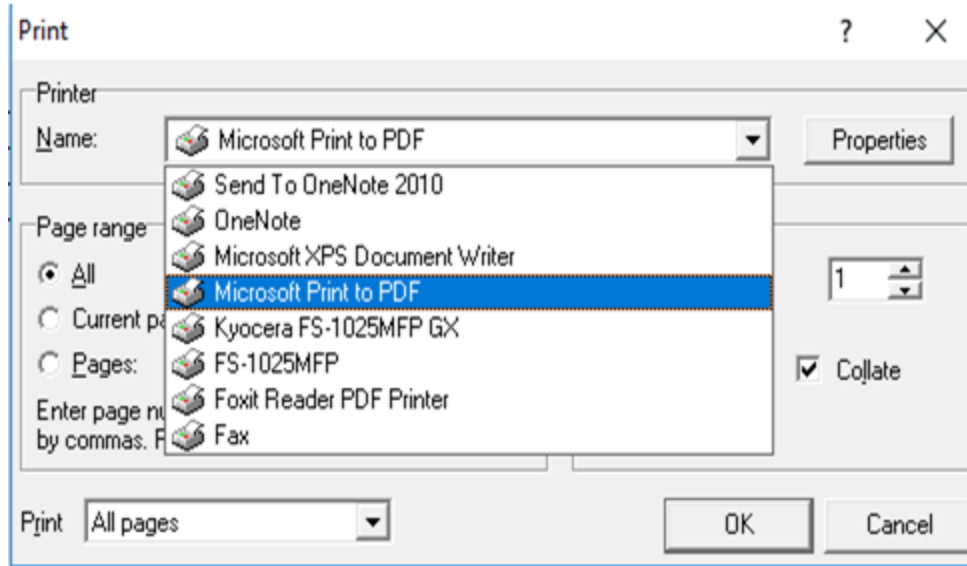 Print
Printer
Name:
Microsoft Print to PDF
Properties
Send To OneNote 2010
OneNote
Microsoft XPS Document Writer
Microsoft Print to PDF
Kyocera FS-1025MFP GX
FS-1025MFP
Foxit Reader PDF Printer
Fax
Page range
All
Current
Pages:
Enter page
by commas.
1
Collate
Print
All pages
OK
Cancel